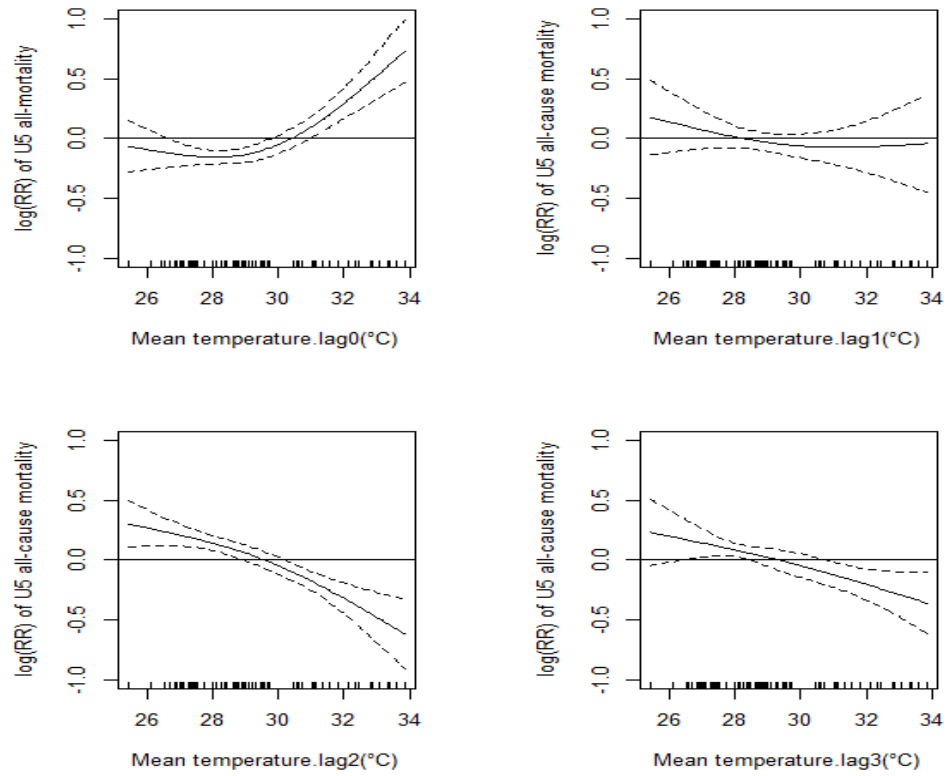 log(RR) of U5 all-mortality
1.0
0.5
0.0
-0.5
-1.0
26 28 30 32 34
Mean temperature.lag0(°C)
log(RR) of U5 all-cause mortality
1.0
0.5
0.0
-0.5
-1.0
26 28 30 32 34
Mean temperature.lag1(°C)
log(RR) of U5 all-cause mortality
1.0
0.5
0.0
-0.5
-1.0
26 28 30 32 34
Mean temperature.lag2(°C)
log(RR) of U5 all-cause mortality
1.0
0.5
0.0
-0.5
-1.0
26 28 30 32 34
Mean temperature.lag3(°C)